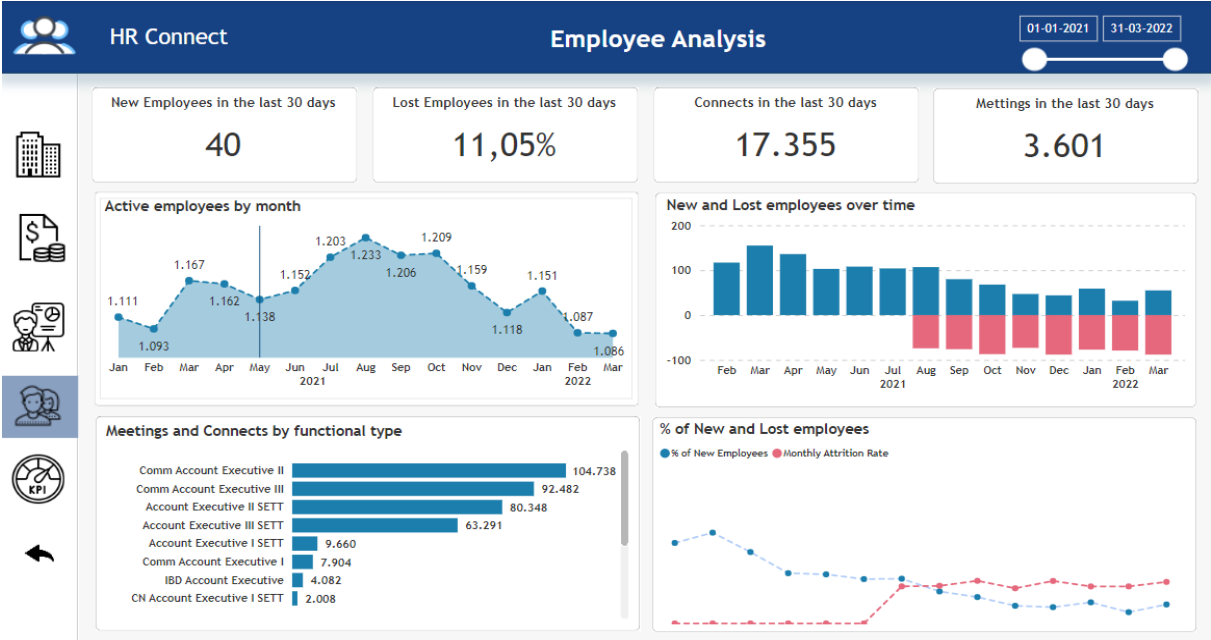 HR Connect
Employee Analysis
01-01-2021 31-03-2022
New Employees in the last 30 days
40
Lost Employees in the last 30 days
11,05%
Connects in the last 30 days
17.355
Mettings in the last 30 days
3.601
KPI
Active employees by month
1.111
1.093
1.167
1.162
1.138
1.152
1.203
1.233
1.206
1.209
1.159
1.118
1.151
1.087
1.086
Jan Feb Mar Apr May Jun Jul Aug Sep Oct Nov Dec Jan Feb Mar
2021 2022
New and Lost employees over time
200
100
0
-100
Feb Mar Apr May Jun Jul Aug Sep Oct Nov Dec Jan Feb Mar
2021 2022
Meetings and Connects by functional type
Comm Account Executive II 104.738
Comm Account Executive III 92.482
Account Executive II SETT 80.348
Account Executive III SETT 63.291
Account Executive I SETT 9.660
Comm Account Executive I 7.904
IBD Account Executive 4.082
CN Account Executive I SETT 2.008
% of New and Lost employees
% of New Employees Monthly Attrition Rate